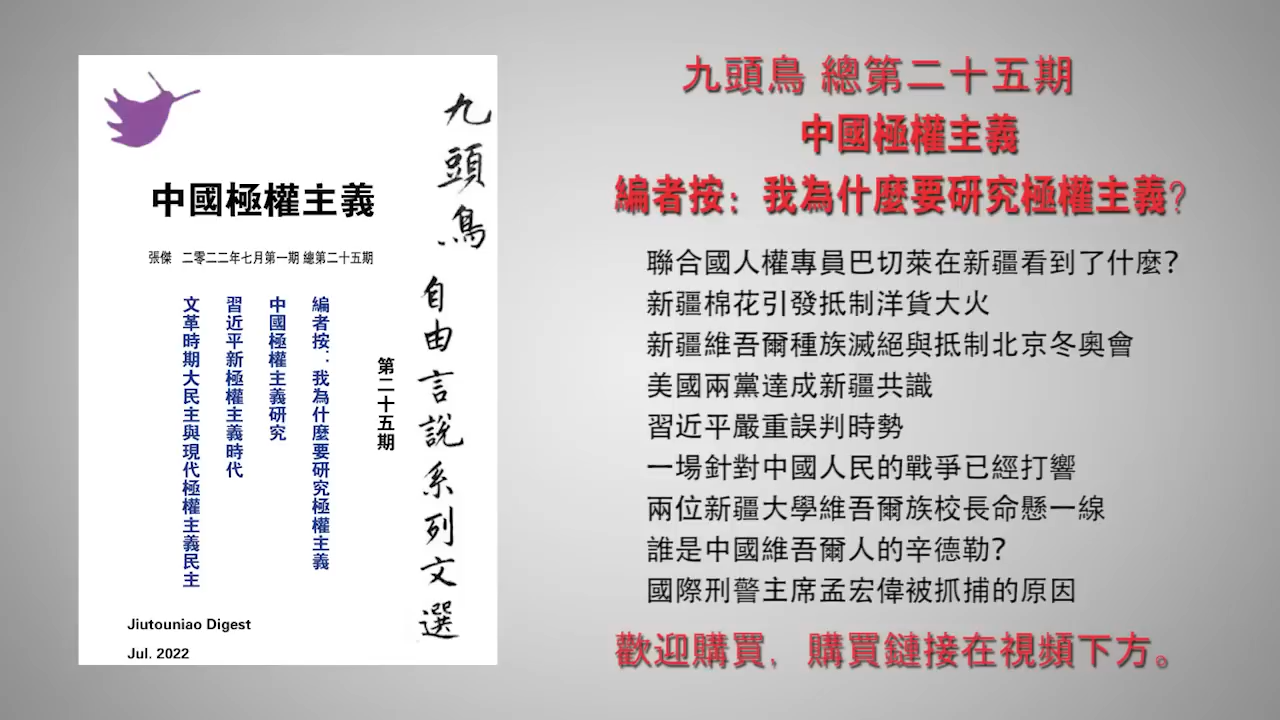 九頭鳥 自由言說系列文選
第二十五期
中國極權主義
張傑 二零二二年七月第一期 總第二十五期
編者按：我為什麼要研究極權主義
中國極權主義研究
習近平新極權主義時代
文革時期大民主與現代極權主義民主
Jiutouniao Digest
Jul. 2022
九頭鳥 總第二十五期
中國極權主義
編者按：我為什麼要研究極權主義？
聯合國人權專員巴切萊在新疆看到了什麼？
新疆棉花引發抵制洋貨大火
新疆維吾爾種族滅絕與抵制北京冬奧會
美國兩黨達成新疆共識
習近平嚴重誤判時勢
一場針對中國人民的戰爭已經打響
兩位新疆大學維吾爾族校長命懸一線
誰是中國維吾爾人的辛德勒？
國際刑警主席孟宏偉被抓捕的原因
歡迎購買，購買鏈接在視頻下方。